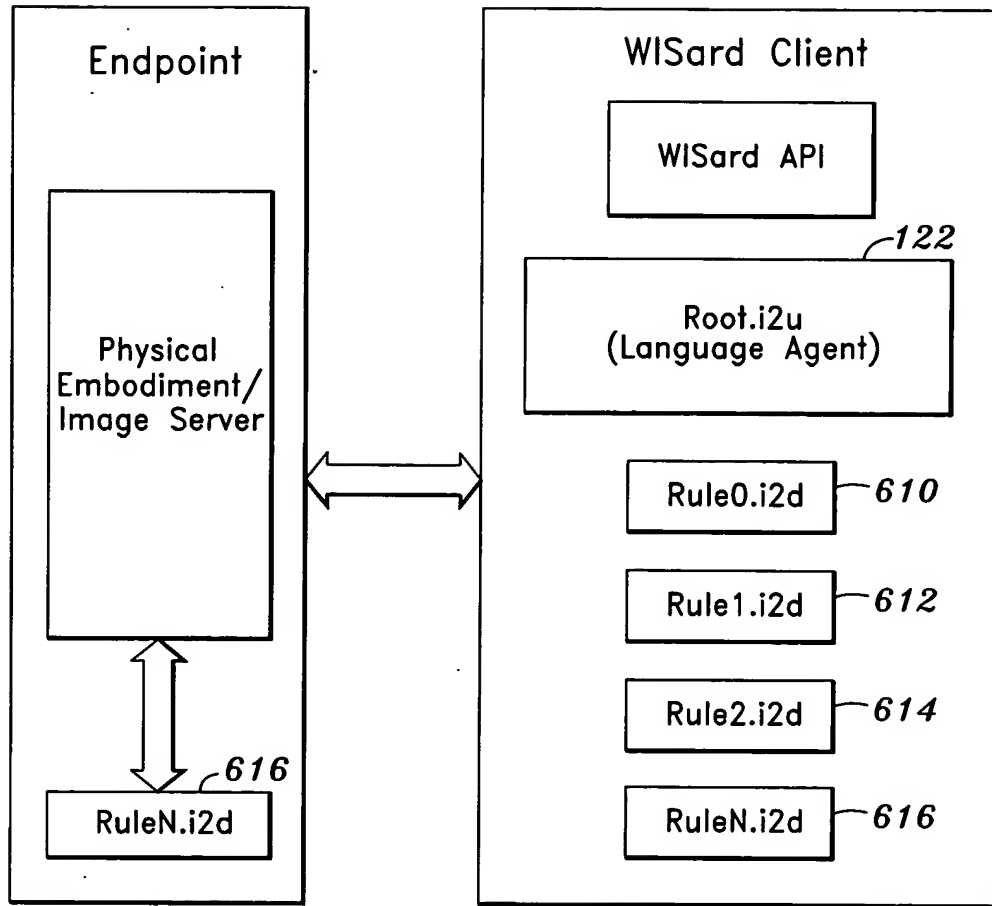 Endpoint
Physical
Embodiment/
Image Server
616
RuleN.i2d
WISard Client
WISard API
122
Root.i2u
(Language Agent)
Rule0.i2d
610
Rule1.i2d
612
Rule2.i2d
614
RuleN.i2d
616